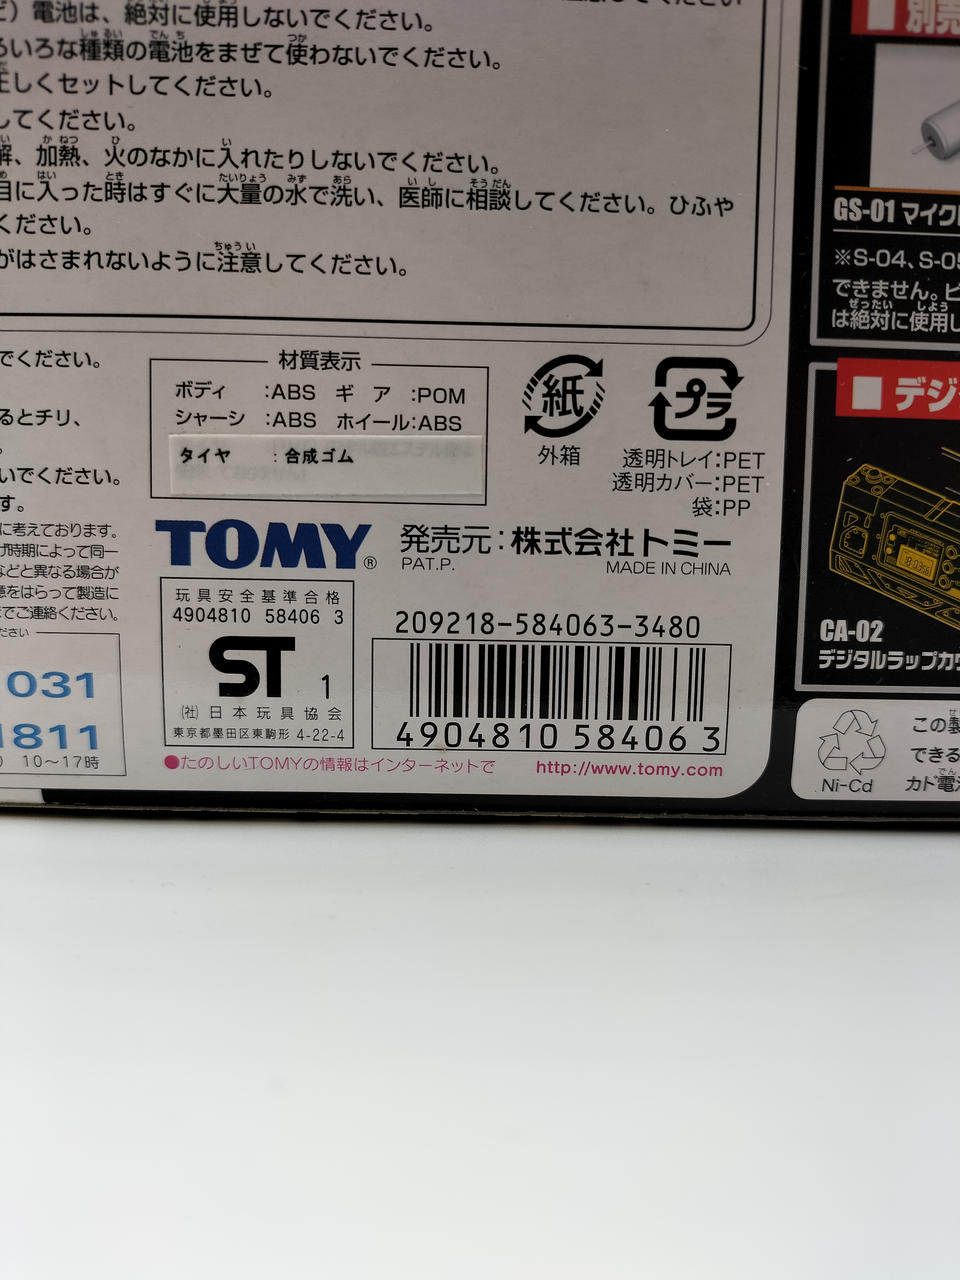 電池は、絶対に使用しないでください。
いろいろな種類の電池をまぜて使わないでください。
正しくセットしてください。
してください。
解、加熱、火のなかに入れたりしないでください。
目に入った時はすぐに大量の水で洗い、医師に相談してください。ひふや
ください。
がはさまれないように注意してください。
でください。
るとチリ、
いでください。
す。
に考えております。
時期によって同一
などと異なる場合が
をはらって製造に
でご連絡ください。
ださい
031
1811
10〜17時
材質表示
ボディ :ABS ギア :POM
シャーシ :ABS ホイール:ABS
タイヤ :合成ゴム
紙
外箱
プラ
透明トレイ:PET
透明カバー:PET
袋:PP
TOMY®
発売元:株式会社トミー
PAT.P. MADE IN CHINA
玩具安全基準合格
4904810 58406 3
ST 1
(社)日本玩具協会
東京都墨田区東駒形 4-22-4
209218-584063-3480
4904810 584063
●たのしいTOMYの情報はインターネットで http://www.tomy.com
別売
GS-01 マイク
※S-04、S-05
できません。ピ
は絶対に使用し
■ デジ
CA-02
デジタルラップカウ
Ni-Cd
この製
できる
カド電池